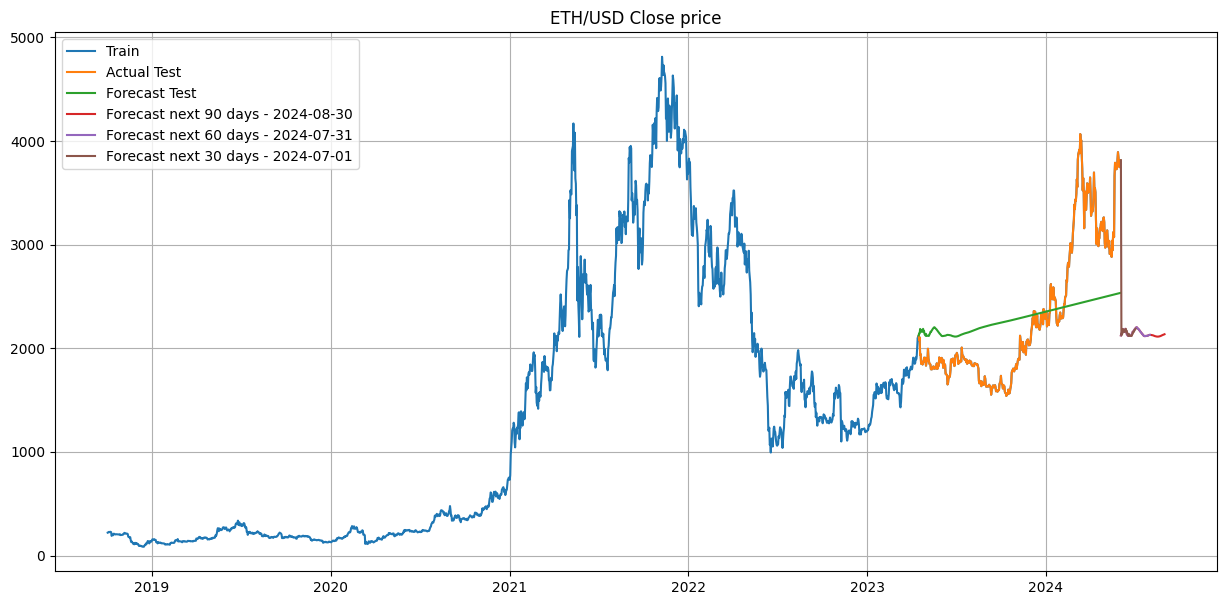 ETH/USD Close price
5000
4000
3000
2000
1000
0
Train
Actual Test
Forecast Test
Forecast next 90 days - 2024-08-30
Forecast next 60 days - 2024-07-31
Forecast next 30 days - 2024-07-01
2019 2020 2021 2022 2023 2024